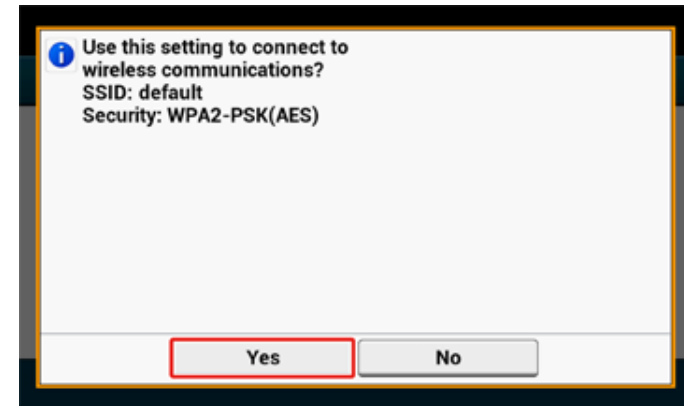 Use this setting to connect to
wireless communications?
SSID: default
Security: WPA2-PSK(AES)
Yes
No